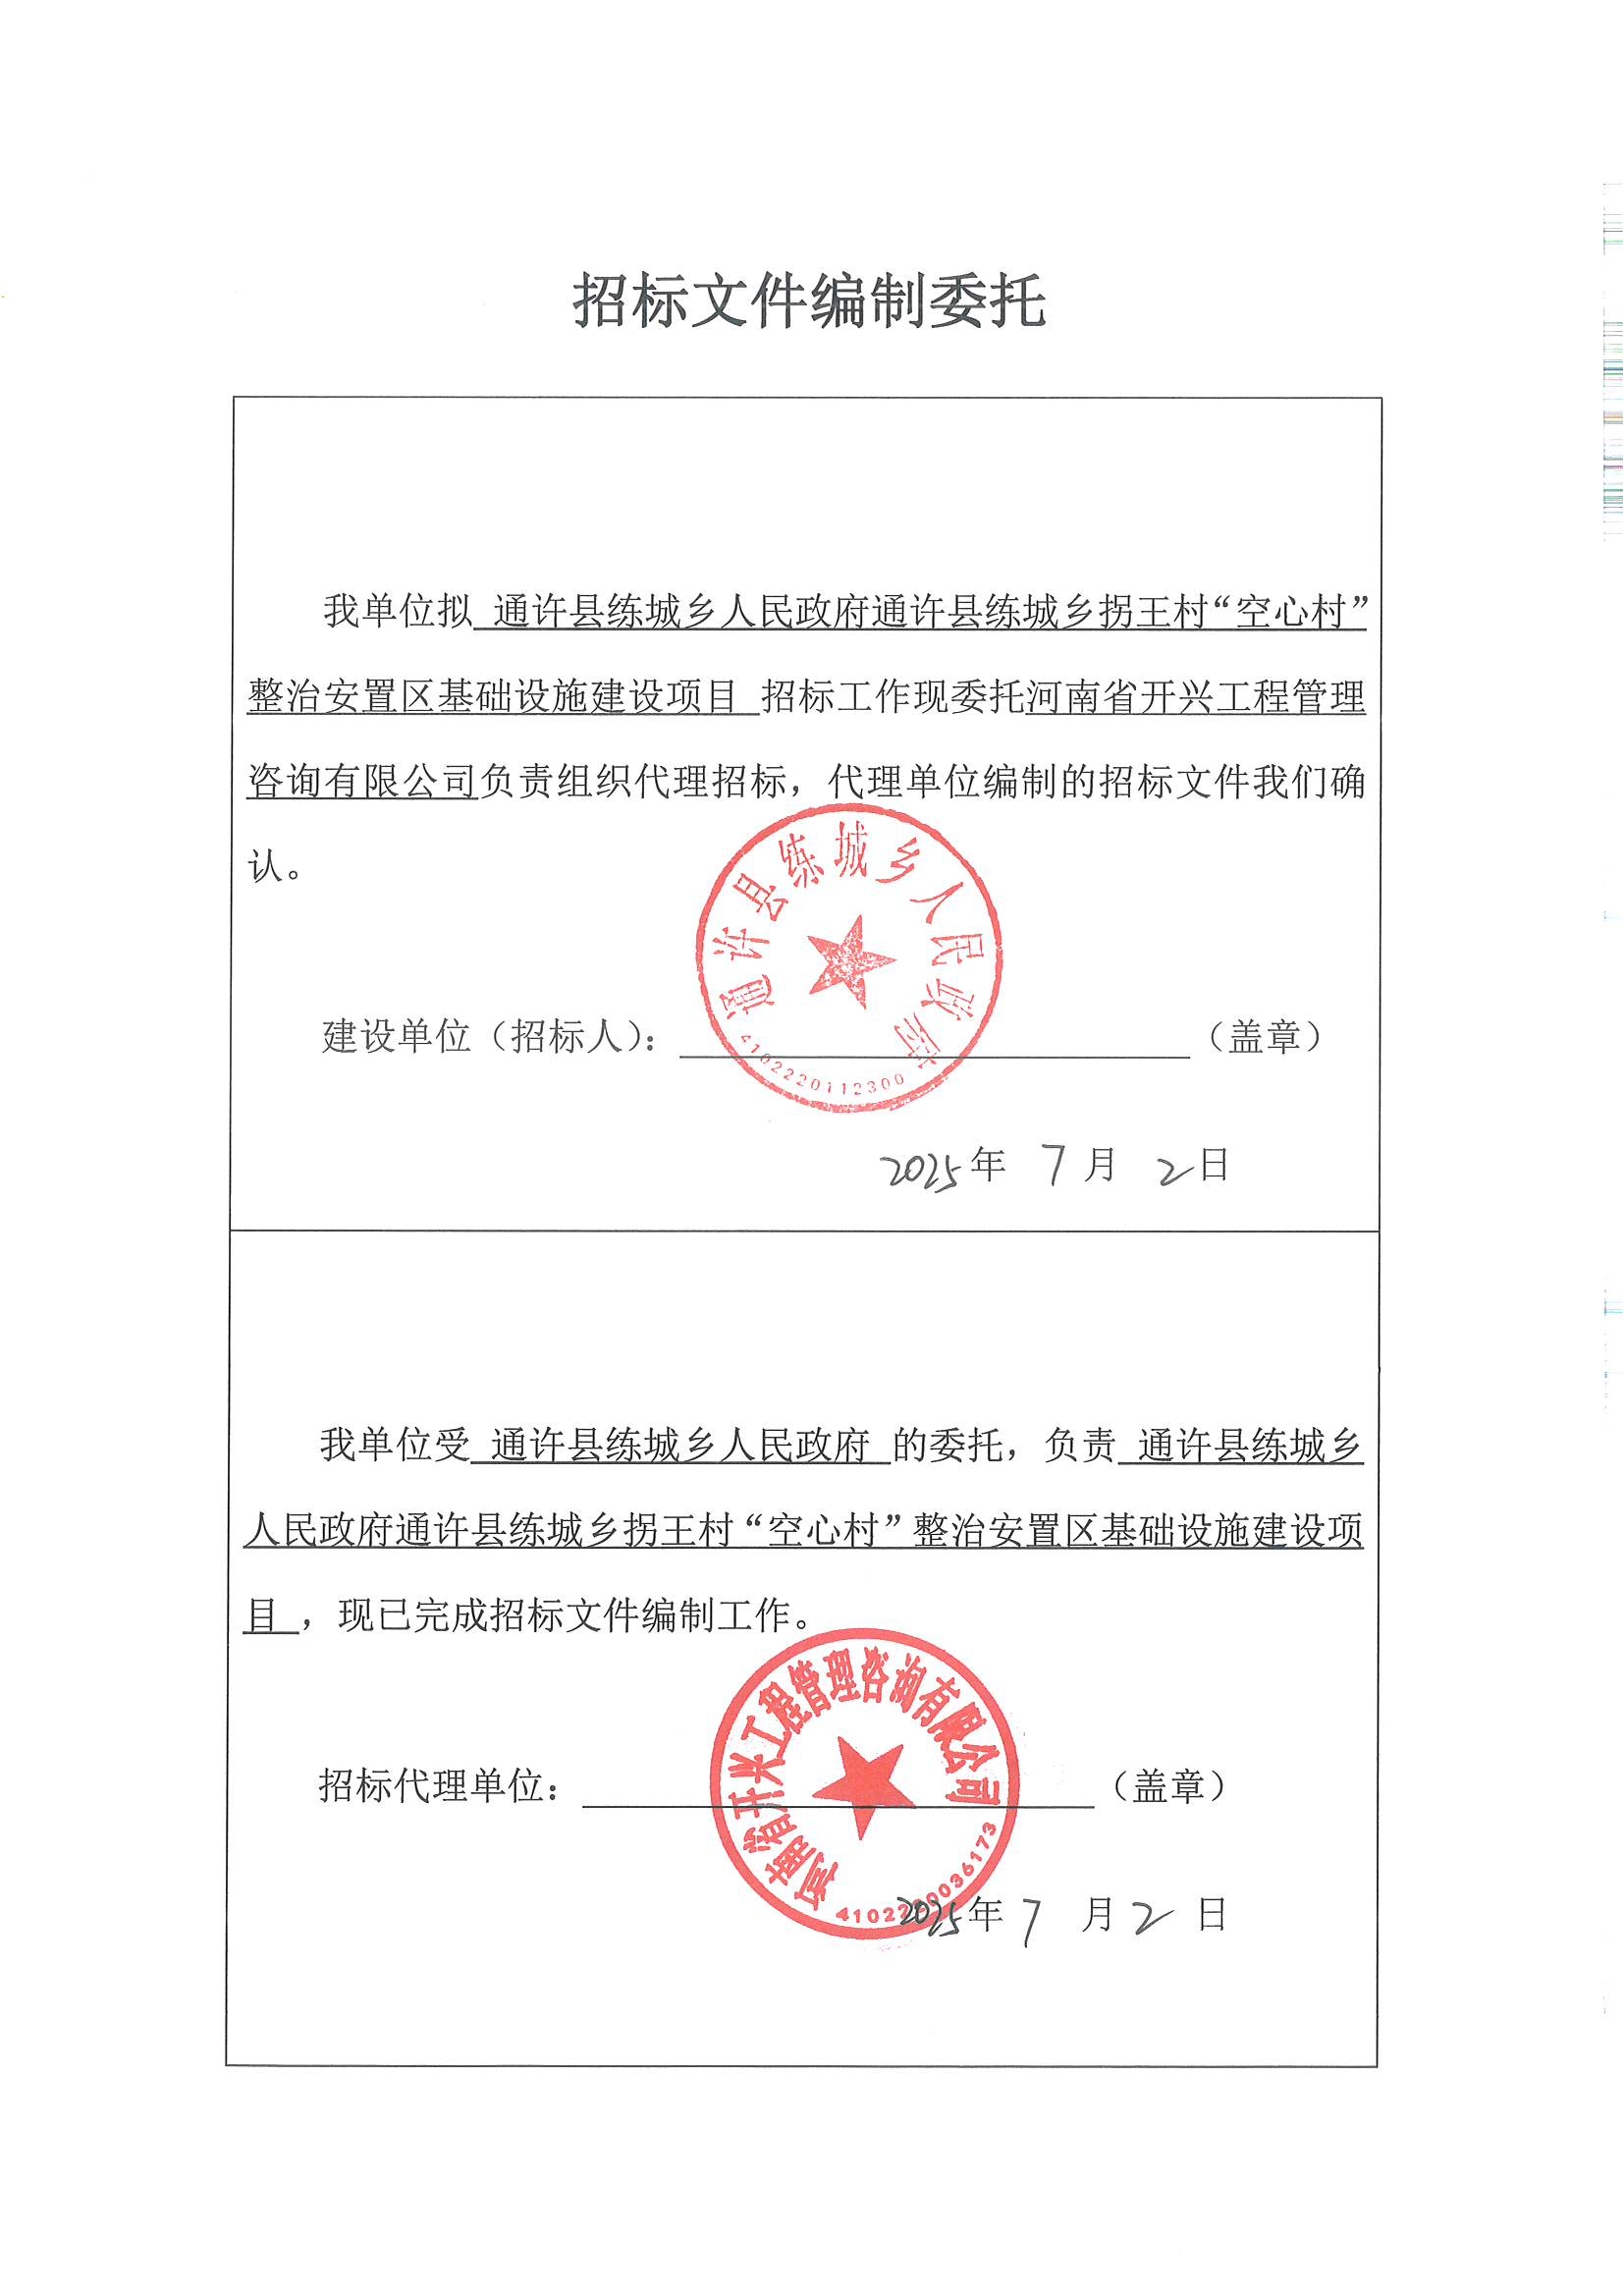 招标文件编制委托
我单位拟 通许县练城乡人民政府通许县练城乡拐王村“空心村”
整治安置区基础设施建设项目 招标工作现委托河南省开兴工程管理
咨询有限公司负责组织代理招标，代理单位编制的招标文件我们确
认。
通许县练城乡人民政府
4102220112300
建设单位（招标人）： （盖章）
2025年 7月 2日
我单位受 通许县练城乡人民政府 的委托，负责 通许县练城乡
人民政府通许县练城乡拐王村“空心村”整治安置区基础设施建设项
目 ，现已完成招标文件编制工作。
河南省开兴工程管理咨询有限公司
招标代理单位： （盖章）
2025年 7 月 2 日